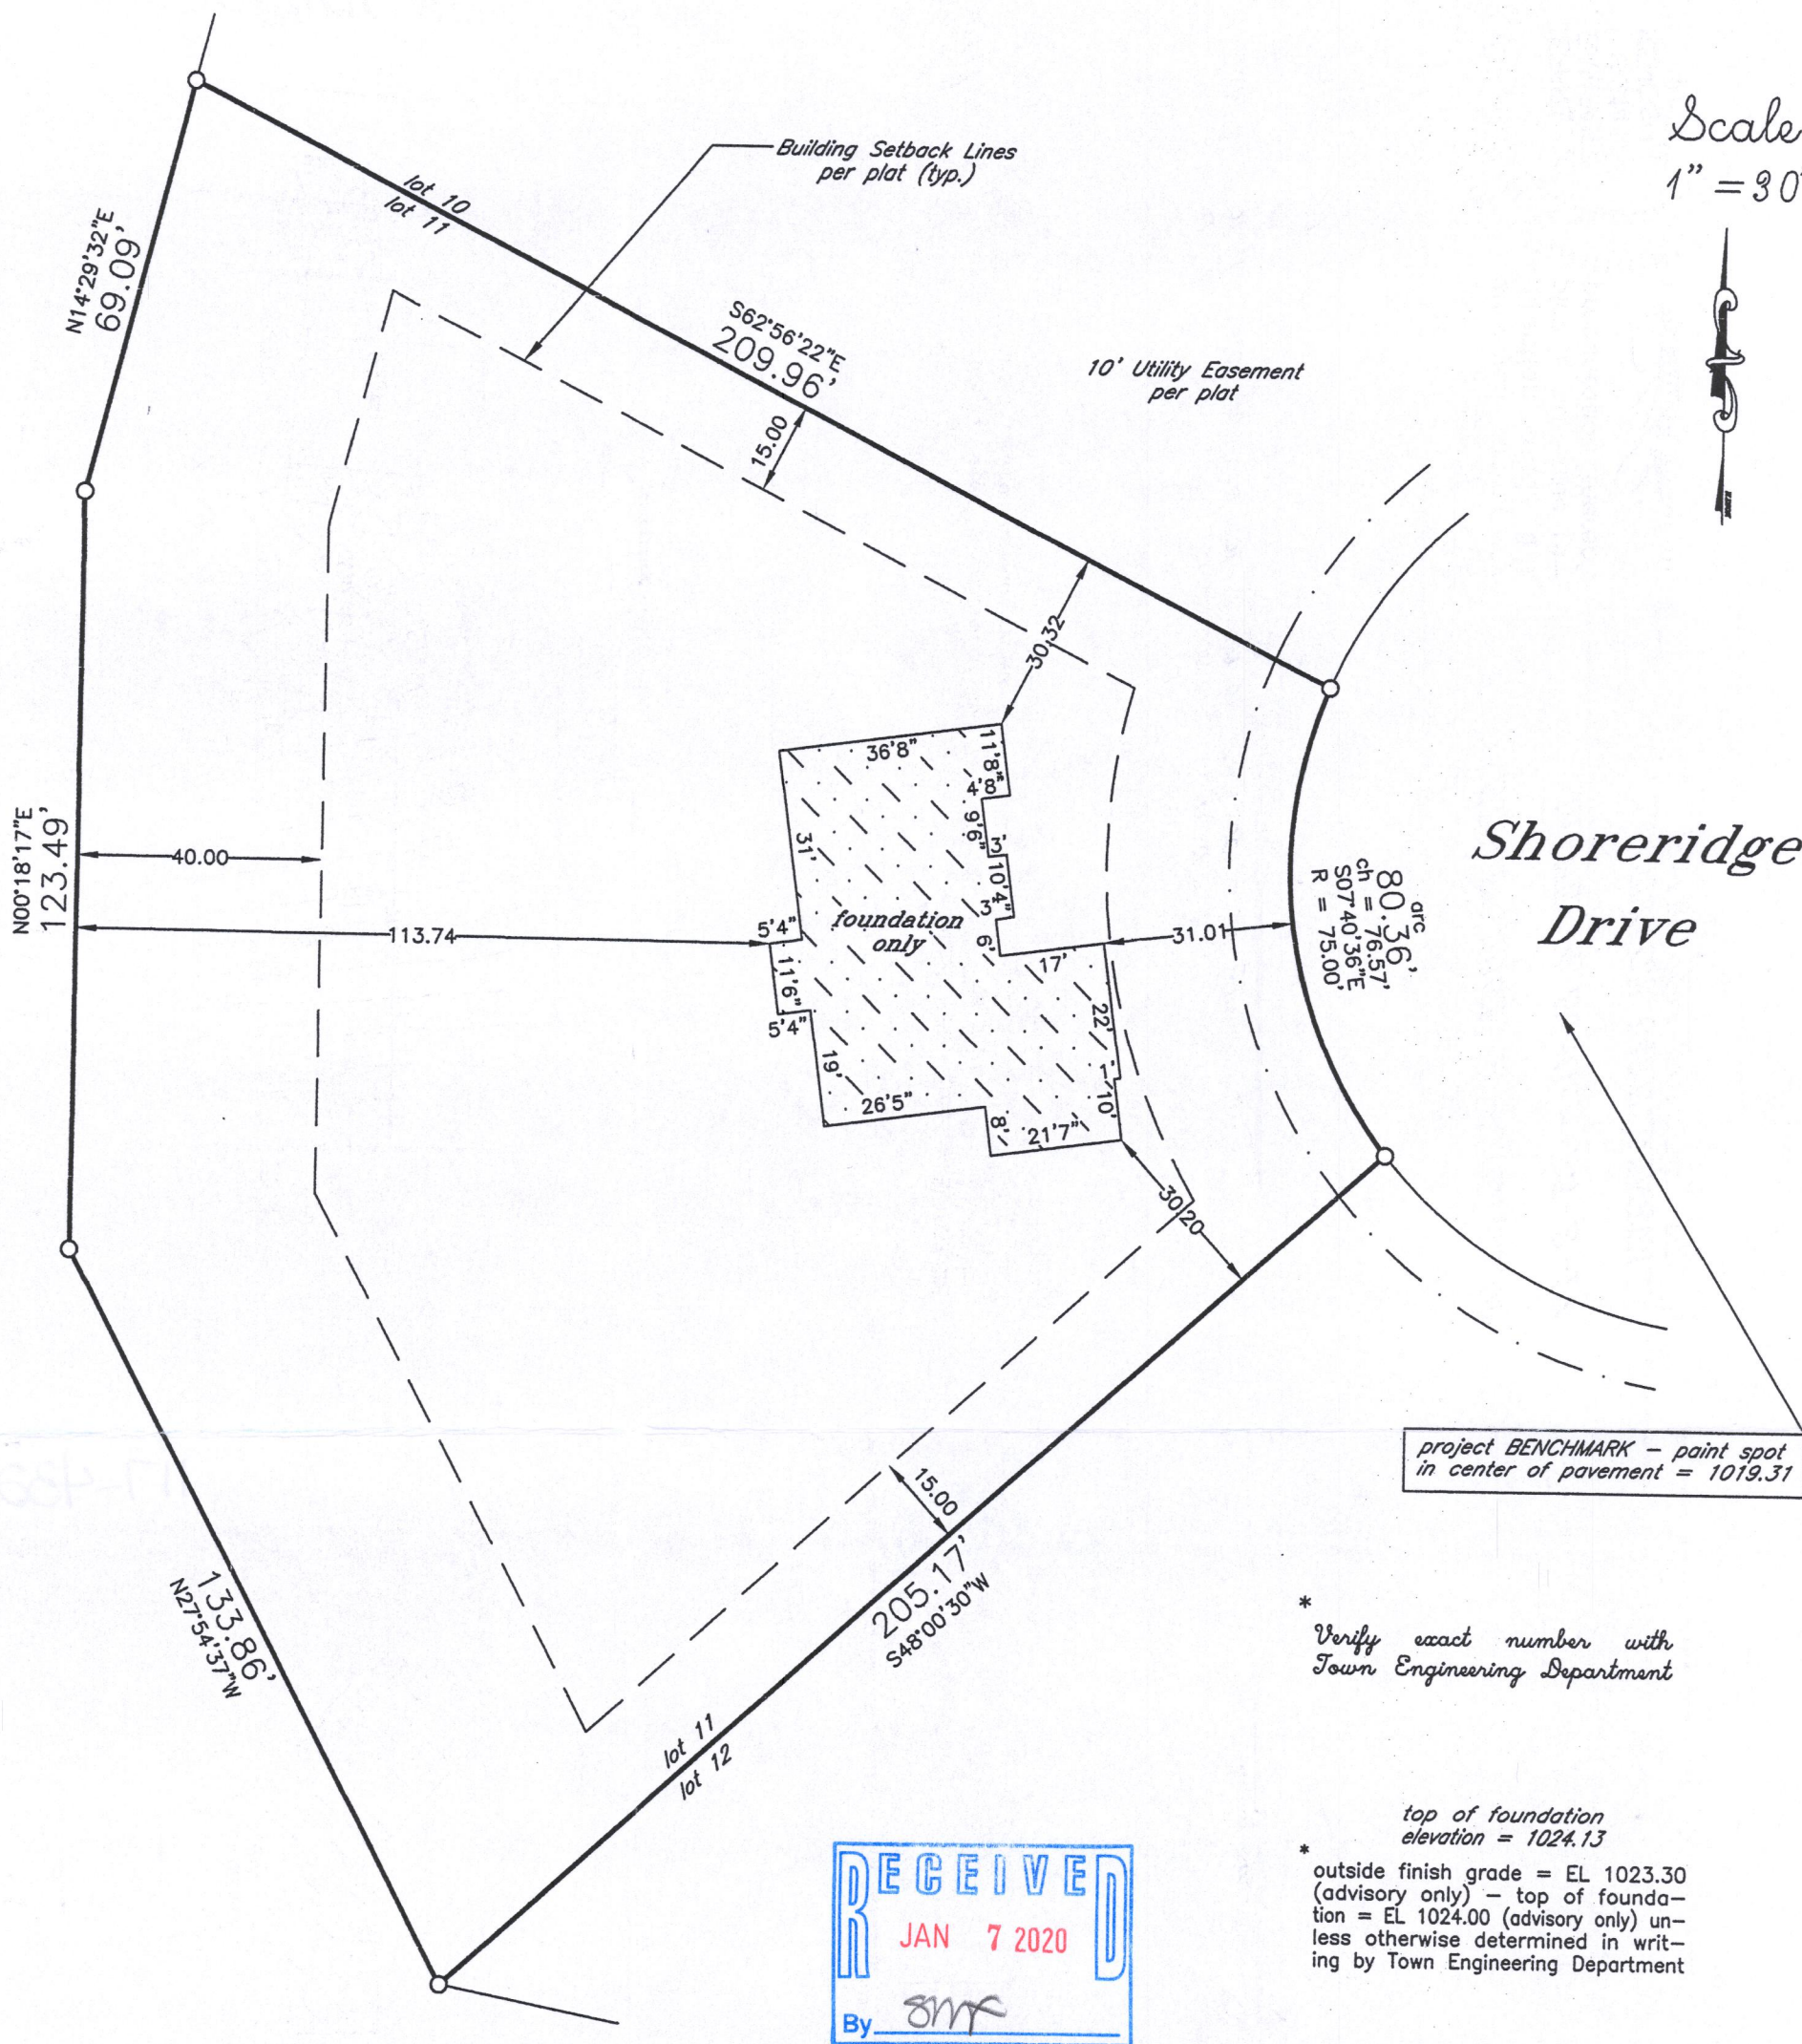 Scale
1" = 30'
Building Setback Lines
per plat (typ.)
lot 10
lot 11
N14°29'32"E
69.09'
S62°56'22"E
209.96'
15.00
10' Utility Easement
per plat
30.32
36'8"
11'8"
4'8"
9'6"
3'
10'4"
3'
6'
17'
31'
foundation
only
5'4"
11'6"
5'4"
19'
26'5"
8'
21'7"
22'
1'
10'
N00°18'17"E
123.49'
40.00
113.74
31.01
arc
80.36'
ch = 76.57'
S07°40'36"E
R = 75.00'
Shoreridge
Drive
30.20
project BENCHMARK – paint spot
in center of pavement = 1019.31
15.00
205.17'
S48°00'30"W
133.86'
N27°54'37"W
lot 11
lot 12
*
Verify exact number with
Town Engineering Department
top of foundation
elevation = 1024.13
*
outside finish grade = EL 1023.30
(advisory only) – top of founda–
tion = EL 1024.00 (advisory only) un–
less otherwise determined in writ–
ing by Town Engineering Department
RECEIVED
JAN 7 2020
By